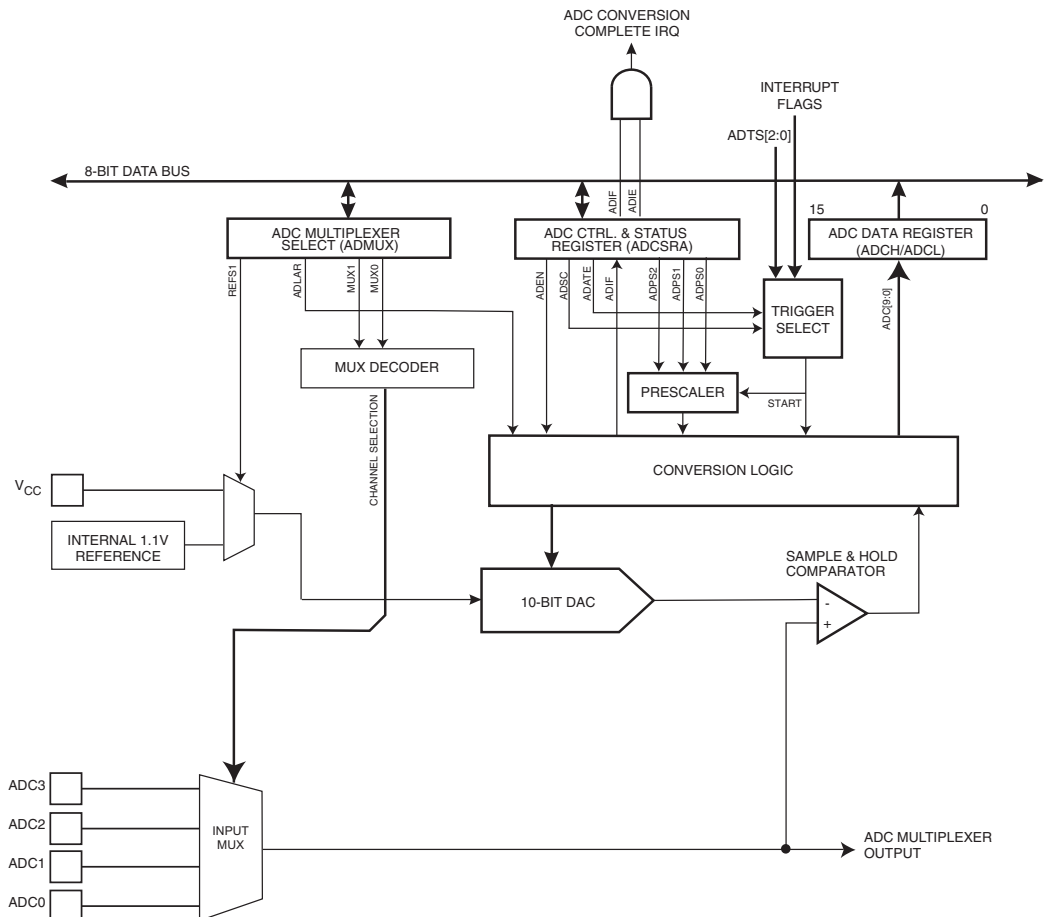 ADC CONVERSION
COMPLETE IRQ
INTERRUPT
FLAGS
ADTS[2:0]
8-BIT DATA BUS
ADIF
ADIE
15
0
ADC MULTIPLEXER
SELECT (ADMUX)
ADC CTRL. & STATUS
REGISTER (ADCSRA)
ADC DATA REGISTER
(ADCH/ADCL)
REFS1
ADLAR
MUX1
MUX0
ADEN
ADSC
ADATE
ADIF
ADPS2
ADPS1
ADPS0
ADC[9:0]
TRIGGER
SELECT
MUX DECODER
PRESCALER
START
CHANNEL SELECTION
CONVERSION LOGIC
VCC
INTERNAL 1.1V
REFERENCE
SAMPLE & HOLD
COMPARATOR
10-BIT DAC
-
+
ADC3
ADC2
ADC1
ADC0
INPUT
MUX
ADC MULTIPLEXER
OUTPUT